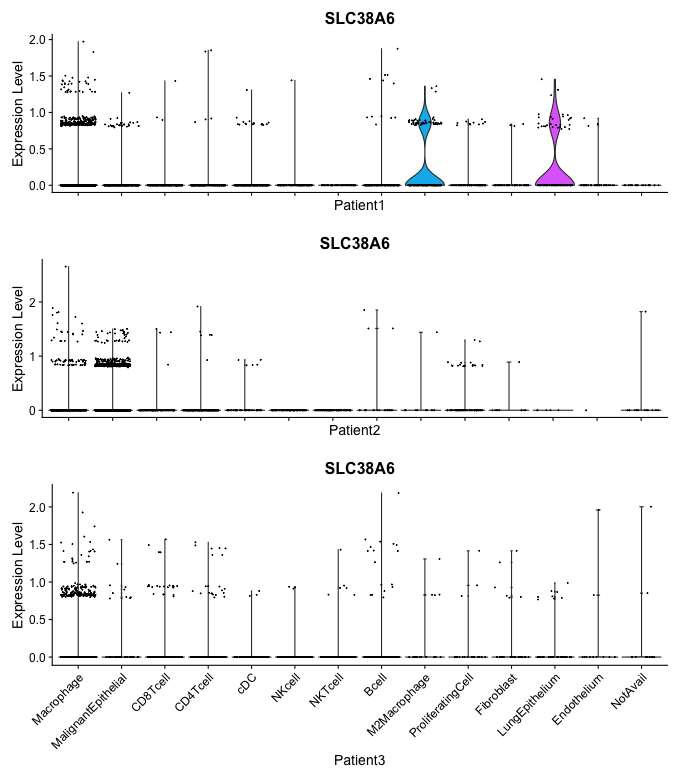 SLC38A6
Expression Level
2.0
1.5
1.0
0.5
0.0
Patient1
SLC38A6
Expression Level
2
1
0
Patient2
SLC38A6
Expression Level
2.0
1.5
1.0
0.5
0.0
Macrophage
MalignantEpithelial
CD8Tcell
CD4Tcell
cDC
NKcell
NKTcell
Bcell
M2Macrophage
ProliferatingCell
Fibroblast
LungEpithelium
Endothelium
NotAvail
Patient3